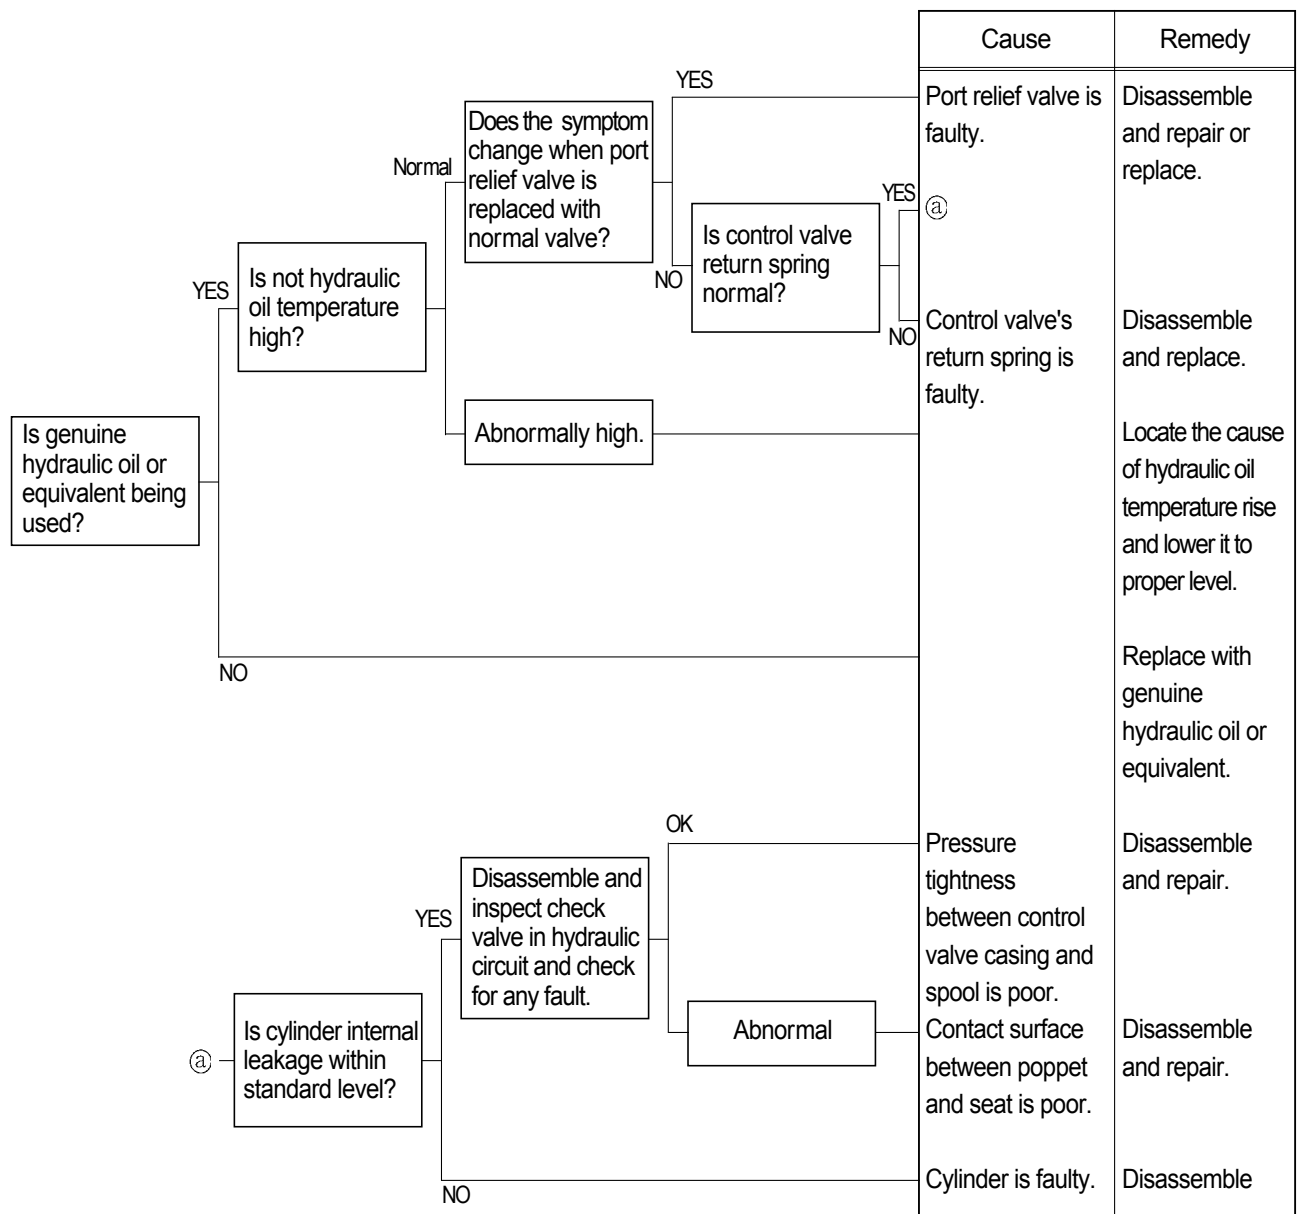 Cause
Remedy
YES
Port relief valve is
faulty.
Disassemble
and repair or
replace.
Does the symptom
change when port
relief valve is
replaced with
normal valve?
Normal
YES
ⓐ
Is control valve
return spring
normal?
NO
NO
Control valve's
return spring is
faulty.
Disassemble
and replace.
YES
Is not hydraulic
oil temperature
high?
Abnormally high.
Locate the cause
of hydraulic oil
temperature rise
and lower it to
proper level.
Is genuine
hydraulic oil or
equivalent being
used?
NO
Replace with
genuine
hydraulic oil or
equivalent.
OK
Pressure
tightness
between control
valve casing and
spool is poor.
Disassemble
and repair.
YES
Disassemble and
inspect check
valve in hydraulic
circuit and check
for any fault.
Abnormal
Contact surface
between poppet
and seat is poor.
Disassemble
and repair.
ⓐ
Is cylinder internal
leakage within
standard level?
NO
Cylinder is faulty.
Disassemble